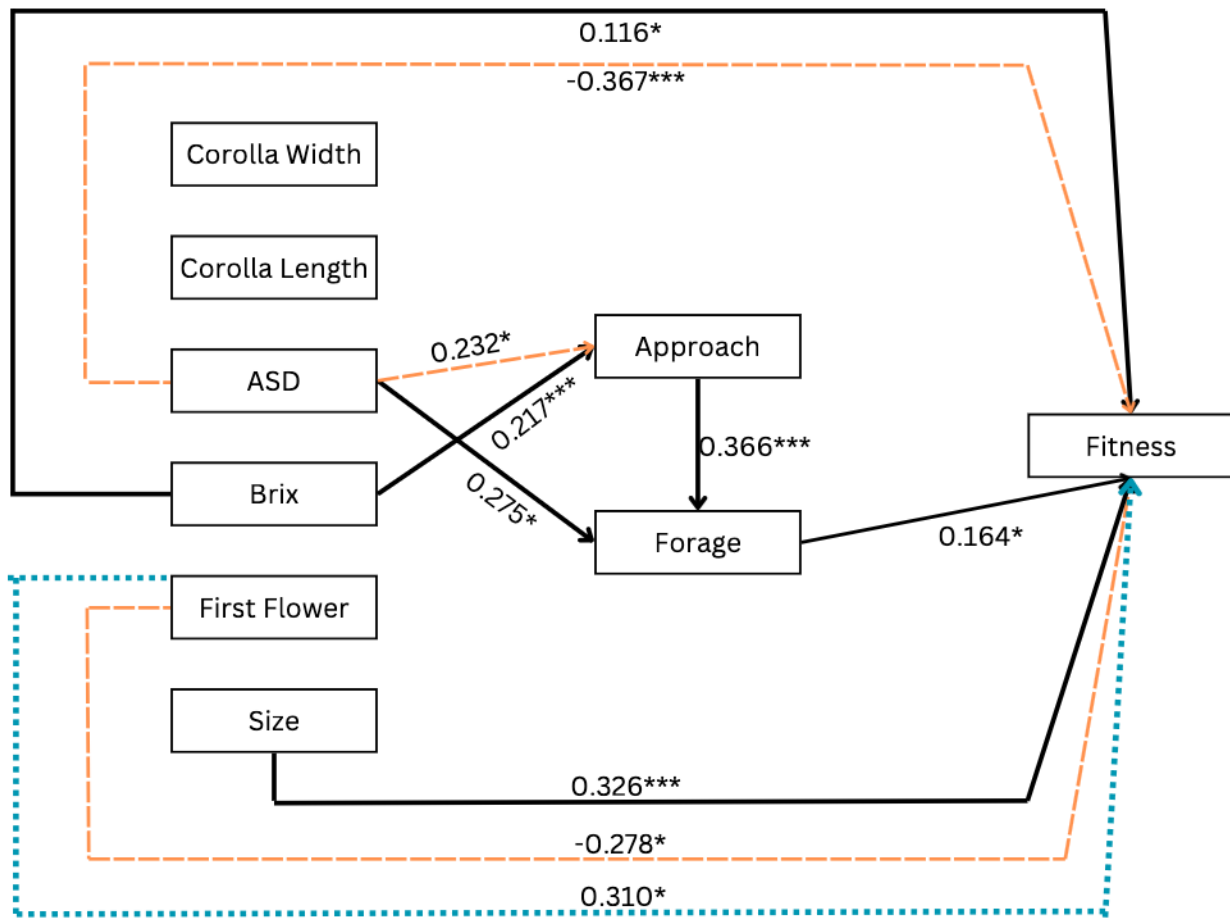 0.116*
-0.367***
Corolla Width
Corolla Length
ASD
0.232*
Approach
0.217***
0.366***
Fitness
Brix
0.275*
Forage
0.164*
First Flower
Size
0.326***
-0.278*
0.310*